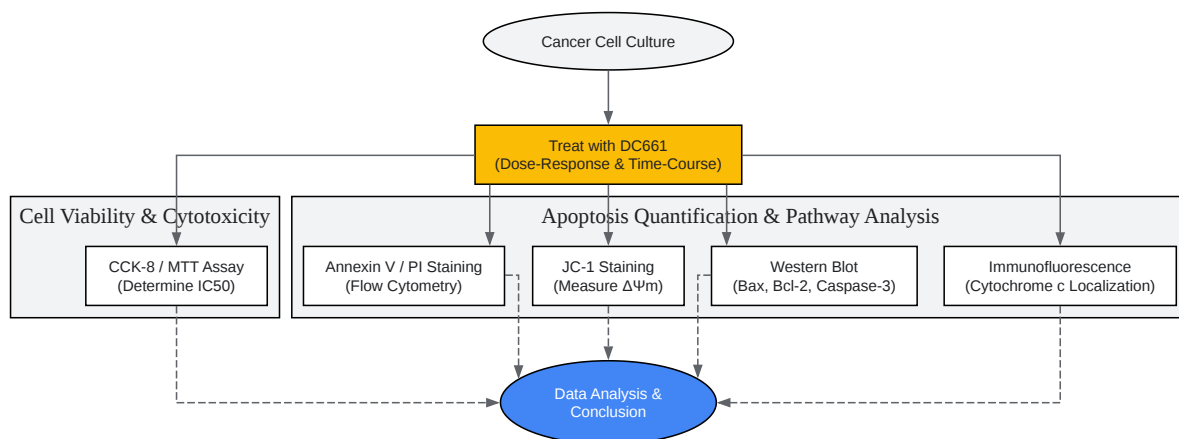 Cancer Cell Culture
Treat with DC661
(Dose-Response & Time-Course)
Cell Viability & Cytotoxicity
Apoptosis Quantification & Pathway Analysis
CCK-8 / MTT Assay
(Determine IC50)
Annexin V / PI Staining
(Flow Cytometry)
JC-1 Staining
(Measure ΔΨm)
Western Blot
(Bax, Bcl-2, Caspase-3)
Immunofluorescence
(Cytochrome c Localization)
Data Analysis &
Conclusion